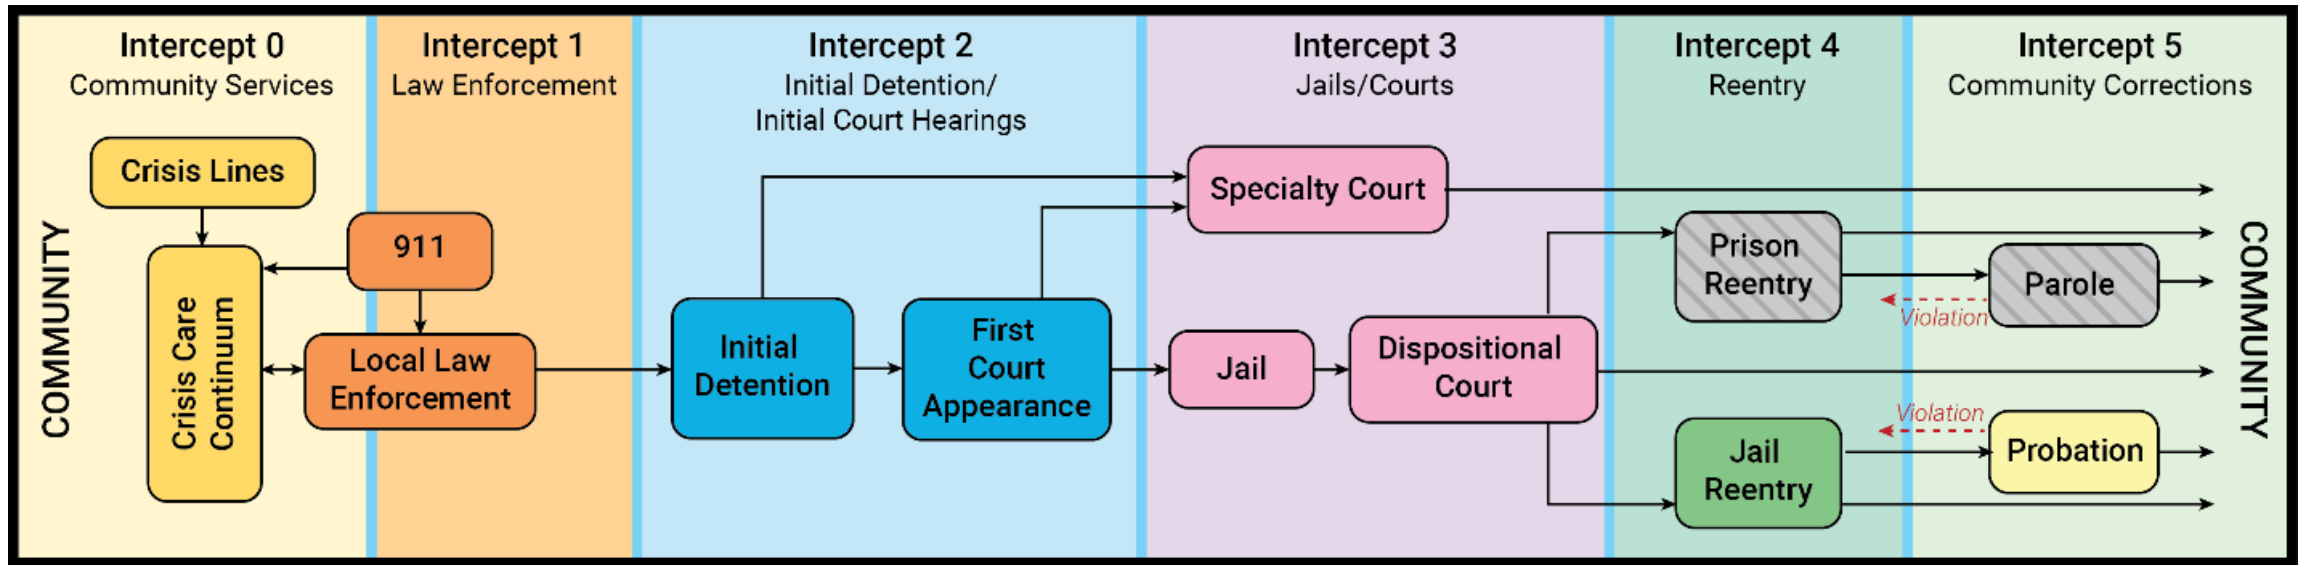 Intercept 0
Community Services
Intercept 1
Law Enforcement
Intercept 2
Initial Detention/
Initial Court Hearings
Intercept 3
Jails/Courts
Intercept 4
Reentry
Intercept 5
Community Corrections
COMMUNITY
Crisis Lines
Crisis Care
Continuum
911
Local Law
Enforcement
Initial
Detention
First
Court
Appearance
Specialty Court
Jail
Dispositional
Court
Prison
Reentry
Parole
Violation
Violation
Jail
Reentry
Probation
COMMUNITY